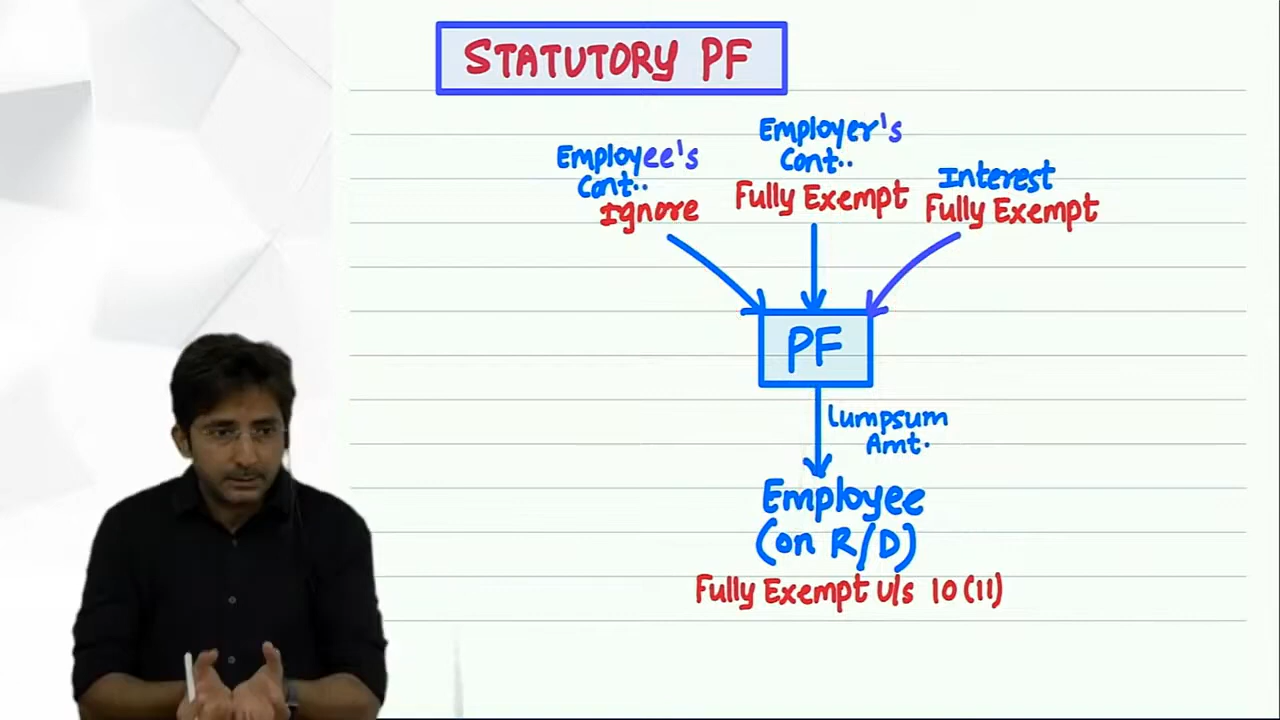 STATUTORY PF
Employee's
Cont..
Ignore
Employer's
Cont..
Fully Exempt
Interest
Fully Exempt
PF
Lumpsum
Amt.
Employee
(on R/D)
Fully Exempt u/s 10(11)